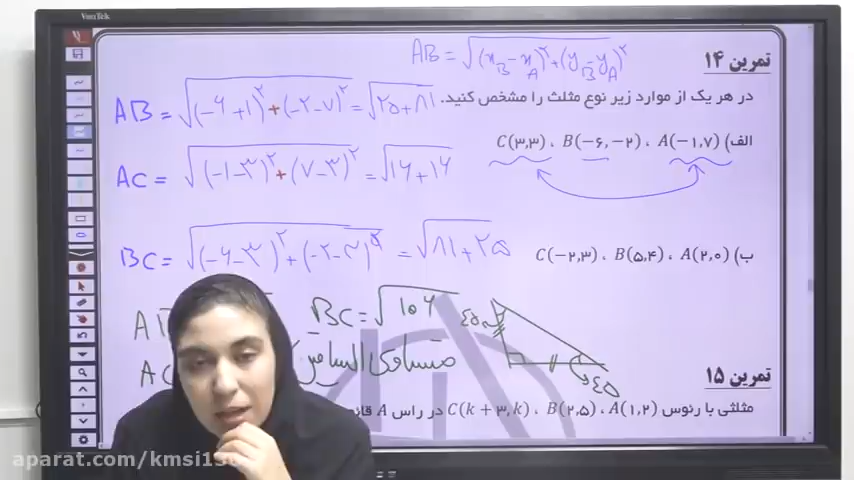 VanTek
AB = √(x_B - x_A)² + (y_B - y_A)²
تمرین ۱۴
در هر یک از موارد زیر نوع مثلث را مشخص کنید.
AB = √(-۶+۱)² + (-۲-۷)² = √۲۵+۸۱
الف) A(-۱,۷) ، B(-۶,-۲) ، C(۳,۳)
AC = √(-۱-۳)² + (۷-۳)² = √۱۶+۱۶
BC = √(-۶-۳)² + (-۲-۳)² = √۸۱+۲۵
ب) A(۲,۰) ، B(۵,۴) ، C(-۲,۳)
BC = √۱۰۶
۴۵
متساوی الساقین
۴۵
تمرین ۱۵
مثلثی با رئوس A(۱,۲) ، B(۲,۵) ، C(k+۳,k) در راس A
aparat.com/kmsi13